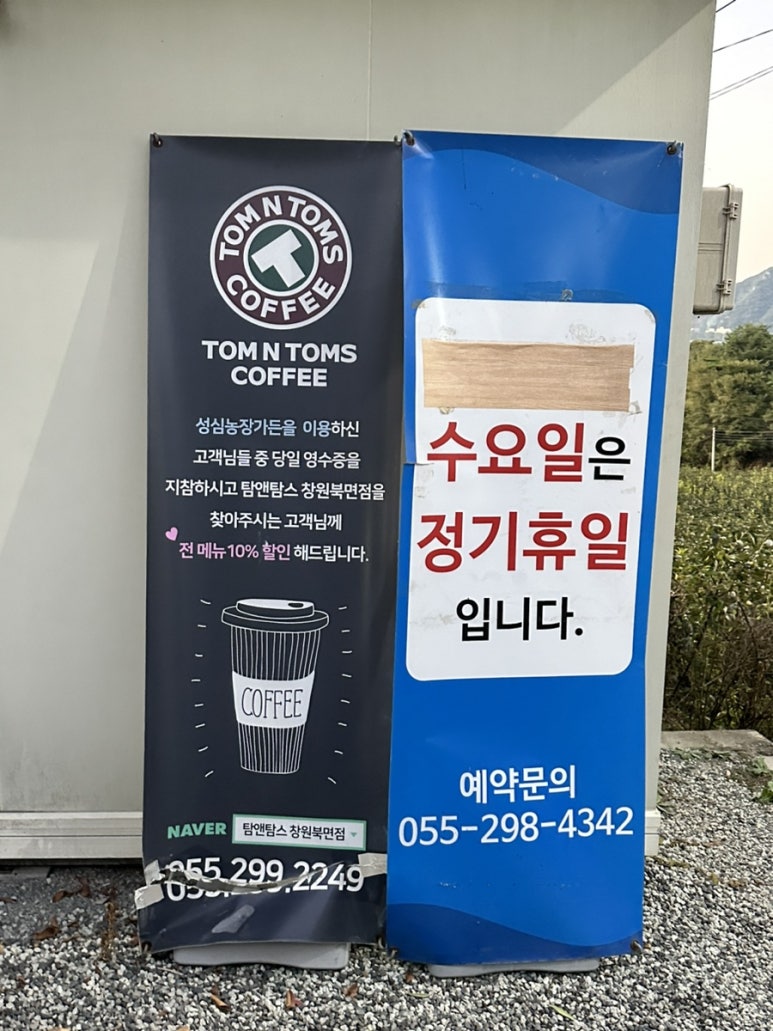 TOM N TOMS
COFFEE
TOM N TOMS
COFFEE
성심농장가든을 이용하신
고객님들 중 당일 영수증을
지참하시고 탐앤탐스 창원북면점을
찾아주시는 고객님께
전 메뉴 10% 할인 해드립니다.
COFFEE
NAVER 탐앤탐스 창원북면점
055.299.2249
수요일은
정기휴일
입니다.
예약문의
055-298-4342